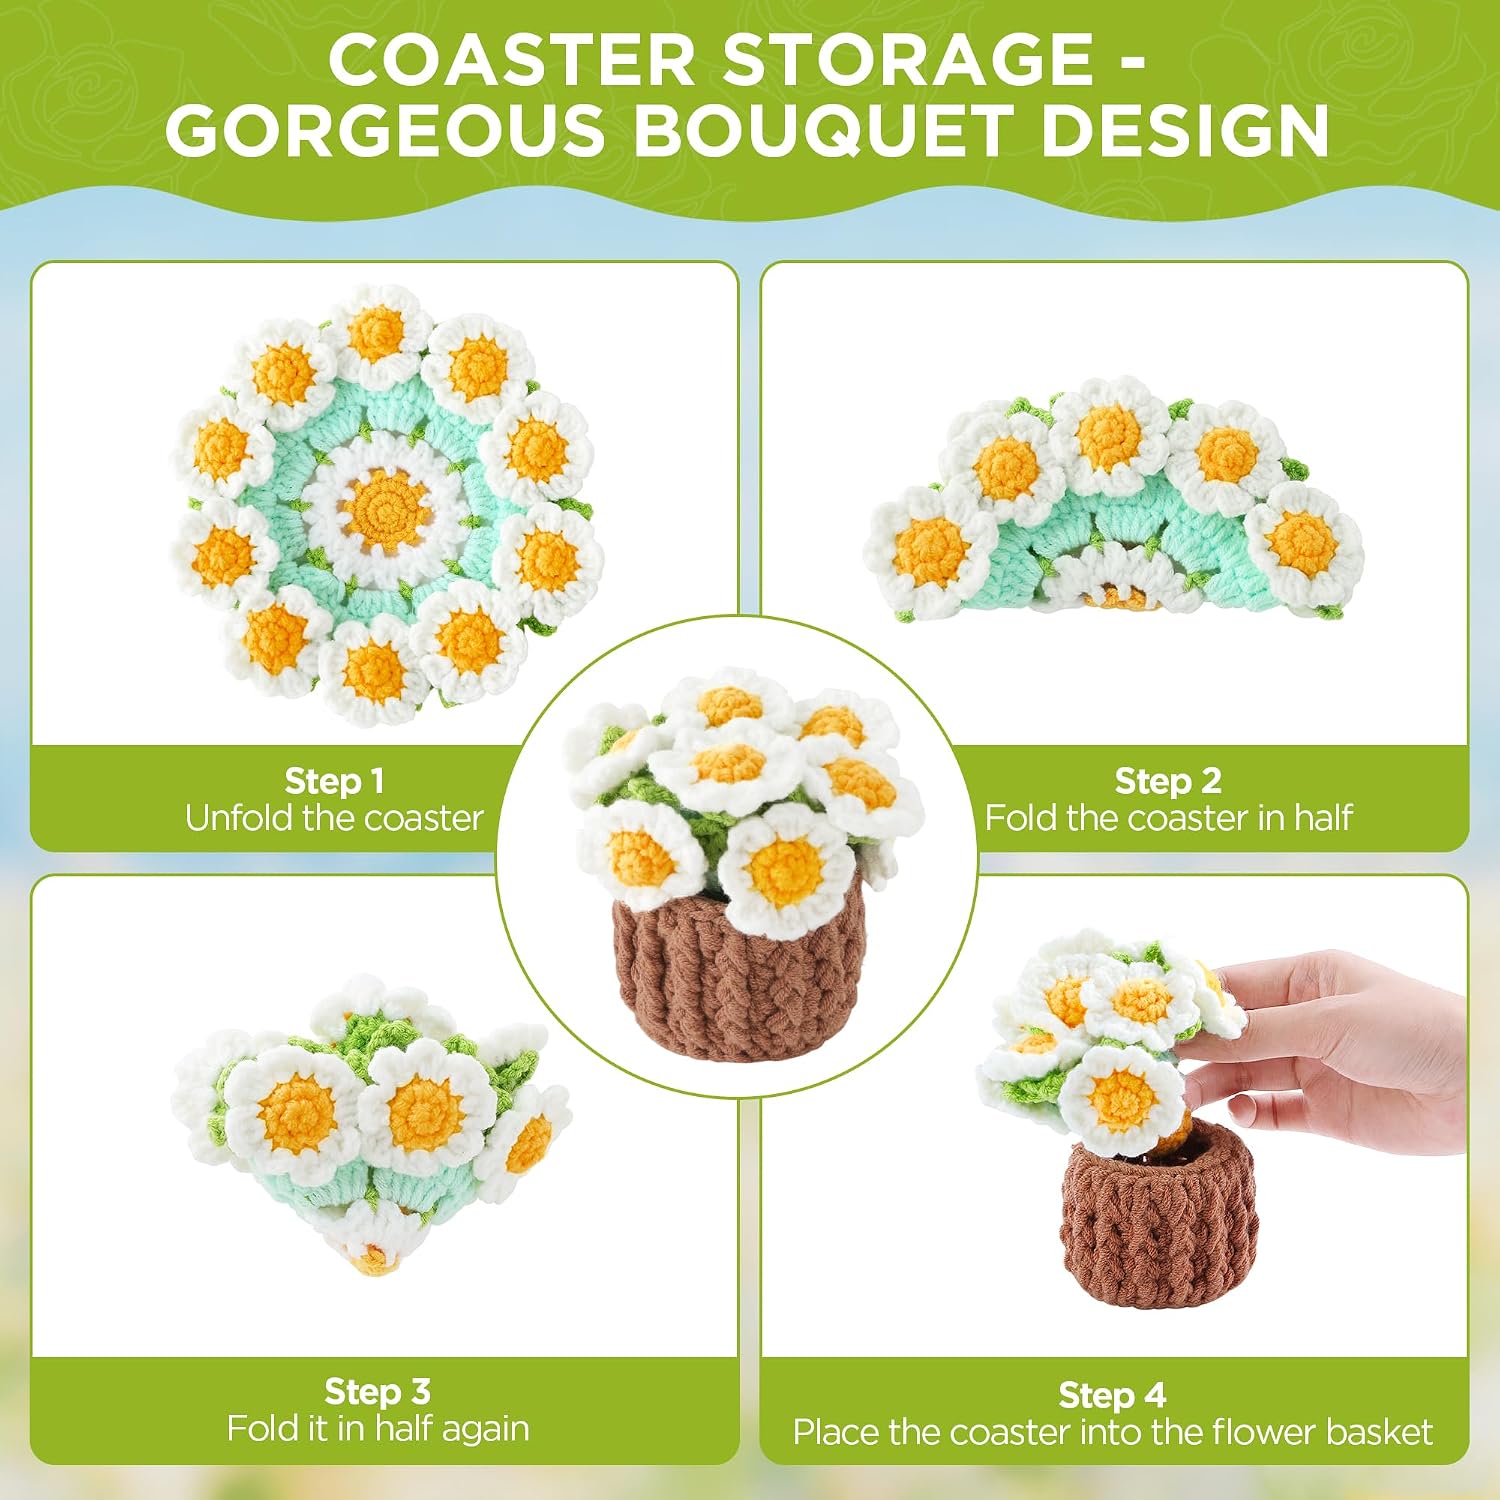 COASTER STORAGE -
GORGEOUS BOUQUET DESIGN
Step 1
Unfold the coaster
Step 2
Fold the coaster in half
Step 3
Fold it in half again
Step 4
Place the coaster into the flower basket